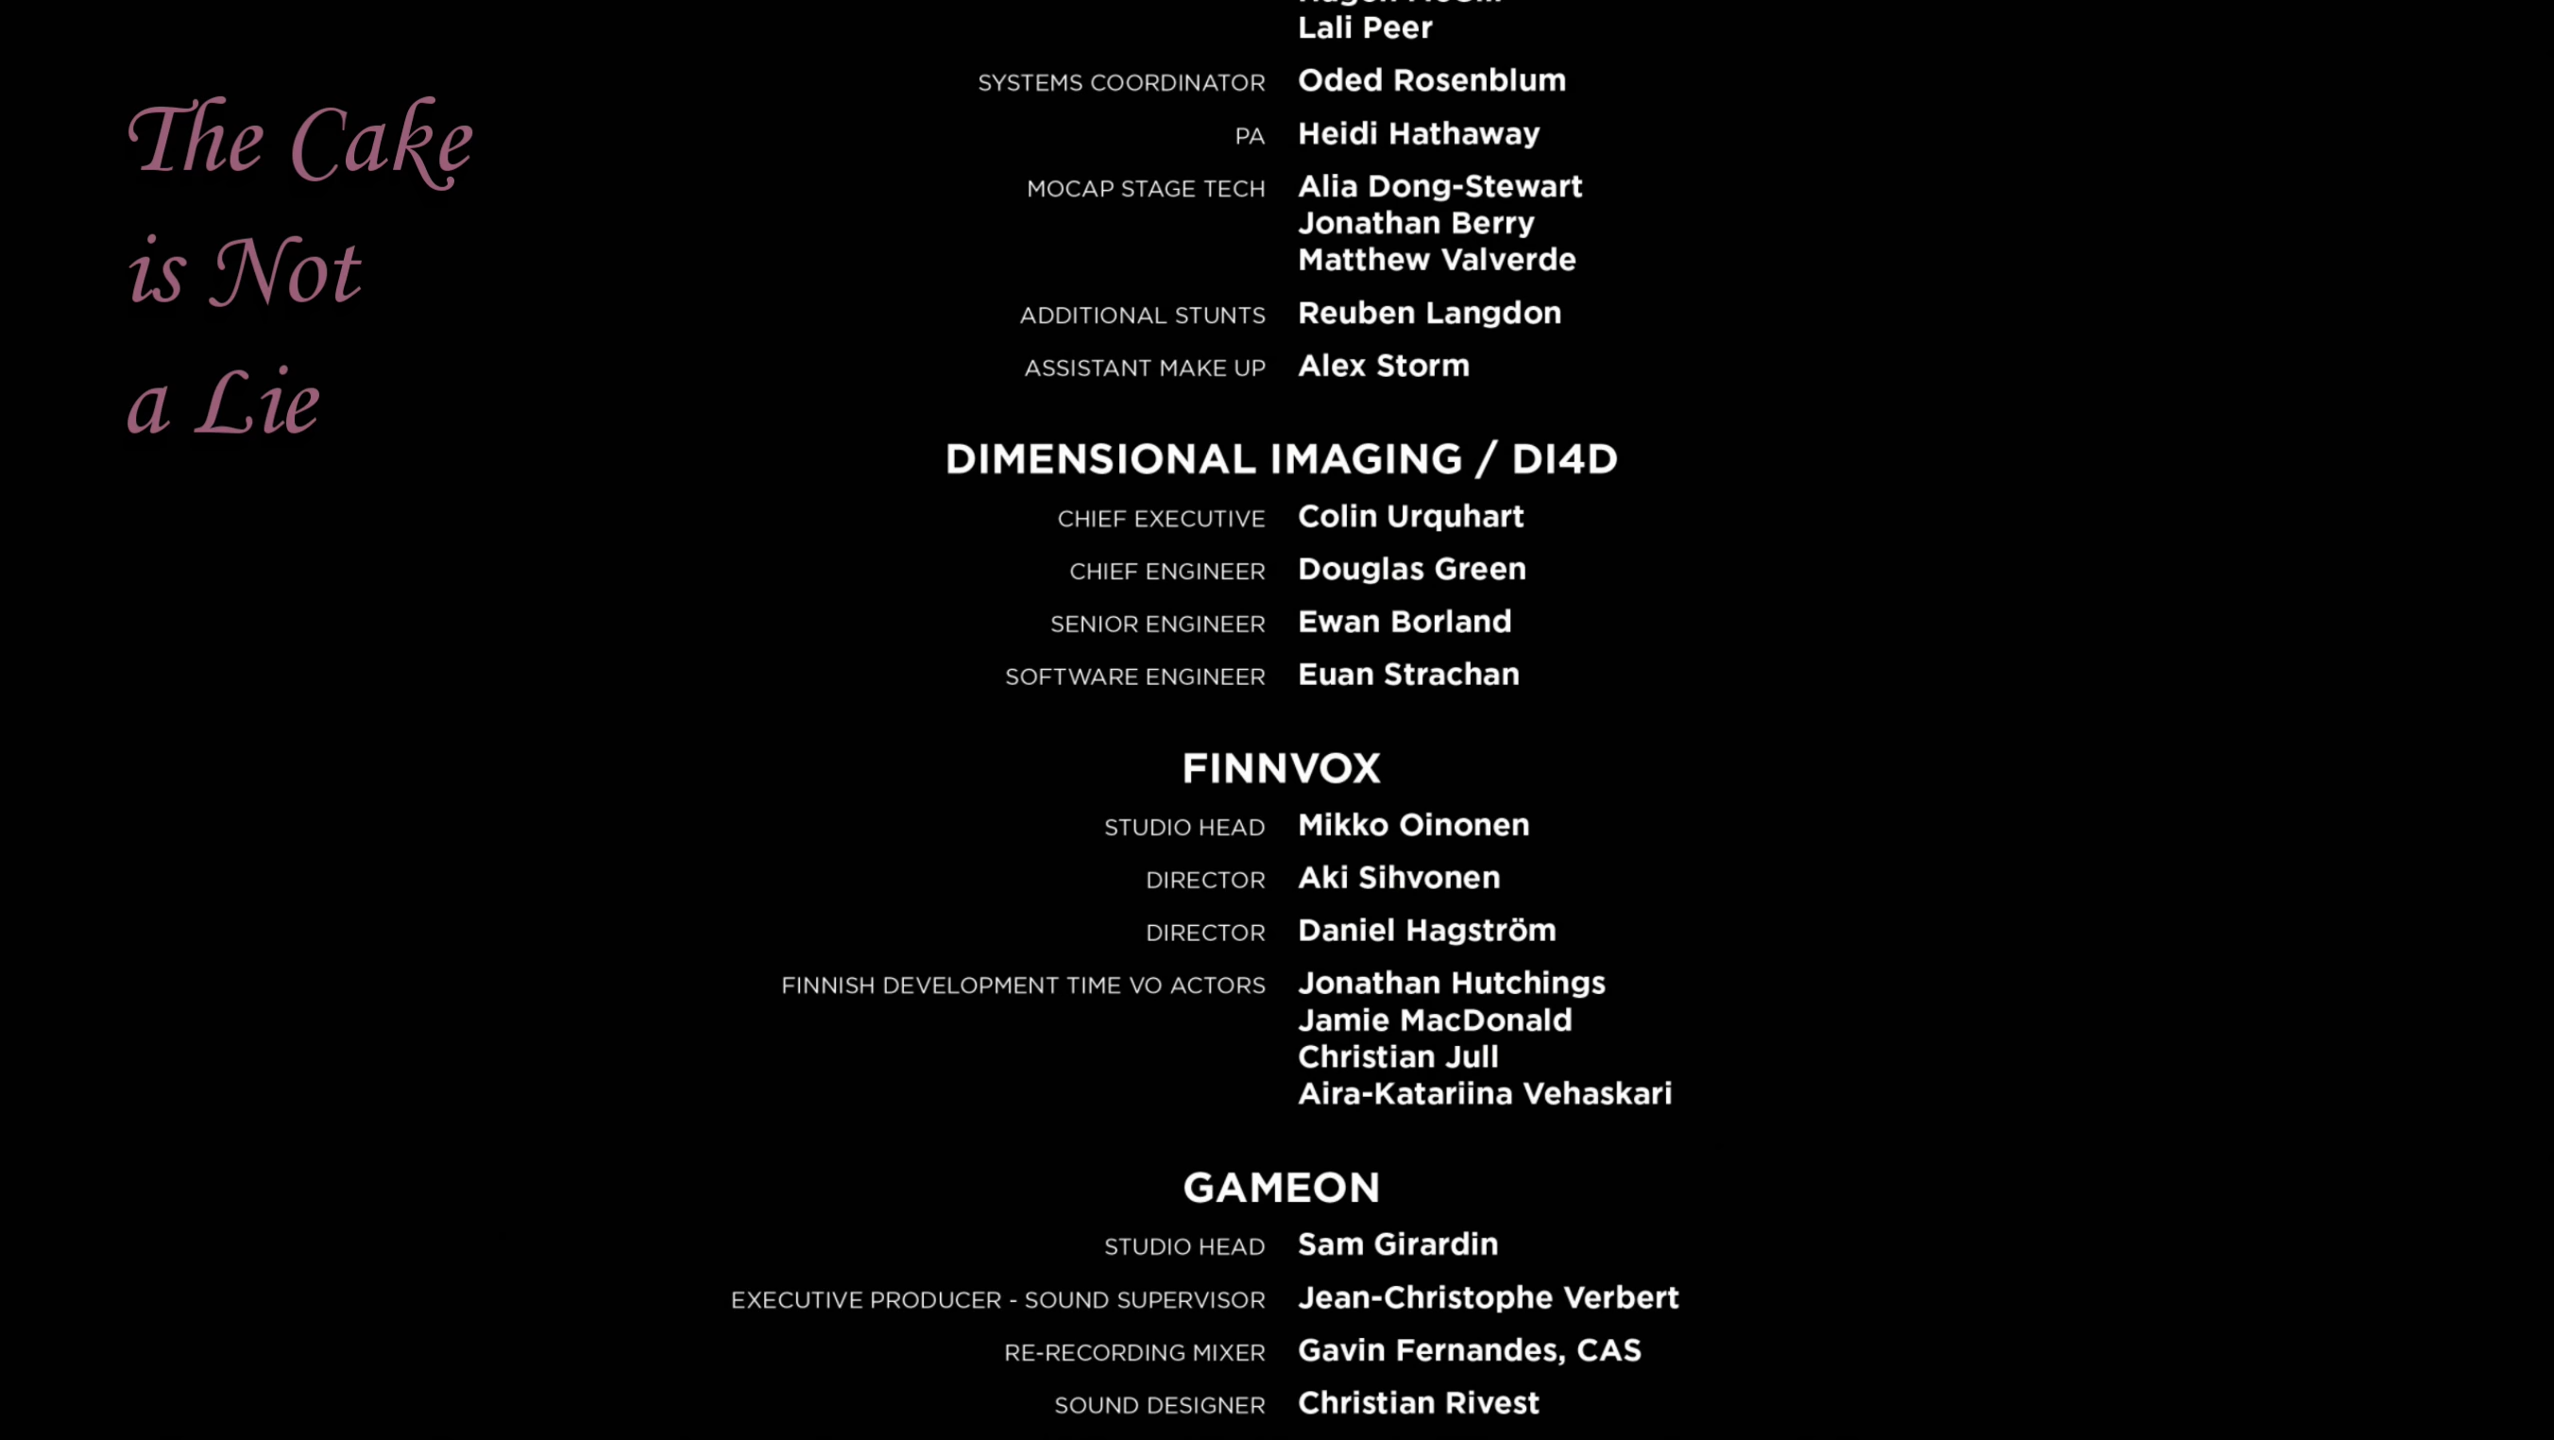 The Cake
is Not
a Lie
Lali Peer
SYSTEMS COORDINATOR Oded Rosenblum
PA Heidi Hathaway
MOCAP STAGE TECH Alia Dong-Stewart
Jonathan Berry
Matthew Valverde
ADDITIONAL STUNTS Reuben Langdon
ASSISTANT MAKE UP Alex Storm
DIMENSIONAL IMAGING / DI4D
CHIEF EXECUTIVE Colin Urquhart
CHIEF ENGINEER Douglas Green
SENIOR ENGINEER Ewan Borland
SOFTWARE ENGINEER Euan Strachan
FINNVOX
STUDIO HEAD Mikko Oinonen
DIRECTOR Aki Sihvonen
DIRECTOR Daniel Hagström
FINNISH DEVELOPMENT TIME VO ACTORS Jonathan Hutchings
Jamie MacDonald
Christian Jull
Aira-Katariina Vehaskari
GAMEON
STUDIO HEAD Sam Girardin
EXECUTIVE PRODUCER - SOUND SUPERVISOR Jean-Christophe Verbert
RE-RECORDING MIXER Gavin Fernandes, CAS
SOUND DESIGNER Christian Rivest